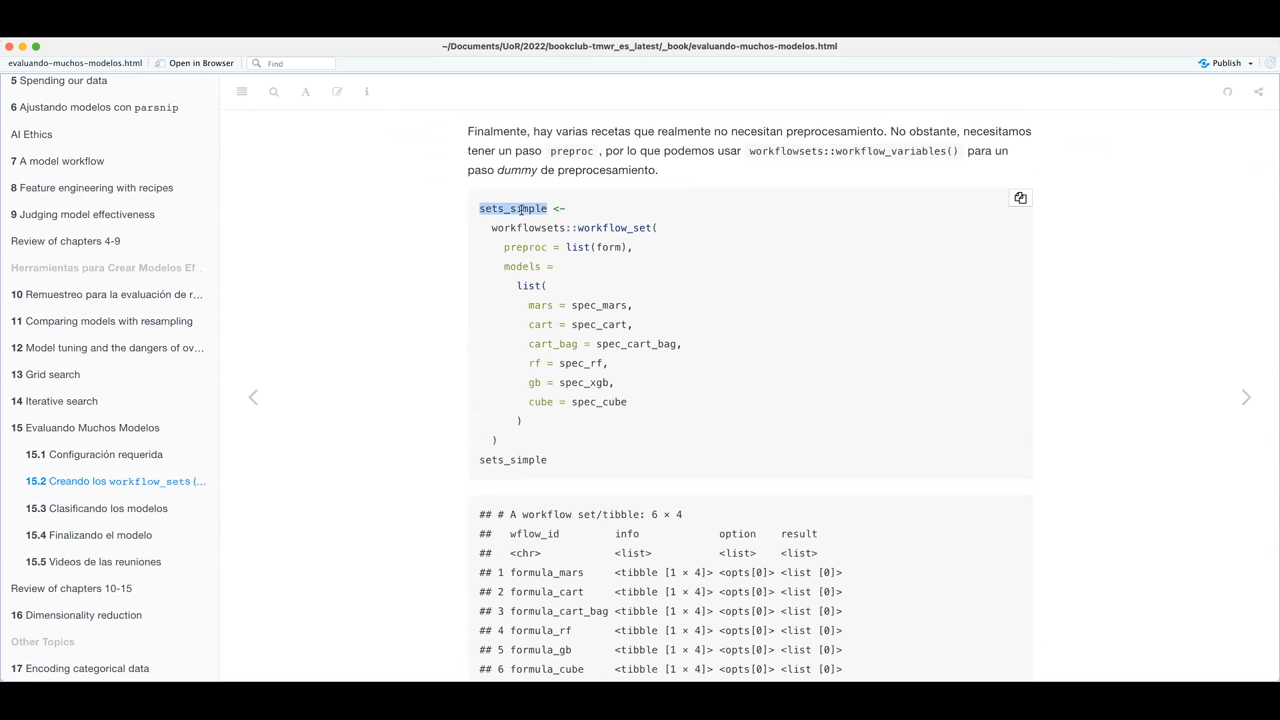 ~/Documents/UoR/2022/bookclub-tmwr_es_latest/_book/evaluando-muchos-modelos.html
evaluando-muchos-modelos.html
Open in Browser
Find
Publish
5 Spending our data
6 Ajustando modelos con parsnip
AI Ethics
7 A model workflow
8 Feature engineering with recipes
9 Judging model effectiveness
Review of chapters 4-9
Herramientas para Crear Modelos Ef...
10 Remuestreo para la evaluación de r...
11 Comparing models with resampling
12 Model tuning and the dangers of ov...
13 Grid search
14 Iterative search
15 Evaluando Muchos Modelos
15.1 Configuración requerida
15.2 Creando los workflow_sets (...
15.3 Clasificando los modelos
15.4 Finalizando el modelo
15.5 Videos de las reuniones
Review of chapters 10-15
16 Dimensionality reduction
Other Topics
17 Encoding categorical data
Finalmente, hay varias recetas que realmente no necesitan preprocesamiento. No obstante, necesitamos
tener un paso preproc , por lo que podemos usar workflowsets::workflow_variables() para un
paso dummy de preprocesamiento.
sets_simple <-
workflowsets::workflow_set(
preproc = list(form),
models =
list(
mars = spec_mars,
cart = spec_cart,
cart_bag = spec_cart_bag,
rf = spec_rf,
gb = spec_xgb,
cube = spec_cube
)
)
sets_simple
## # A workflow set/tibble: 6 × 4
## wflow_id info option result
## <chr> <list> <list> <list>
## 1 formula_mars <tibble [1 × 4]> <opts[0]> <list [0]>
## 2 formula_cart <tibble [1 × 4]> <opts[0]> <list [0]>
## 3 formula_cart_bag <tibble [1 × 4]> <opts[0]> <list [0]>
## 4 formula_rf <tibble [1 × 4]> <opts[0]> <list [0]>
## 5 formula_gb <tibble [1 × 4]> <opts[0]> <list [0]>
## 6 formula_cube <tibble [1 × 4]> <opts[0]> <list [0]>